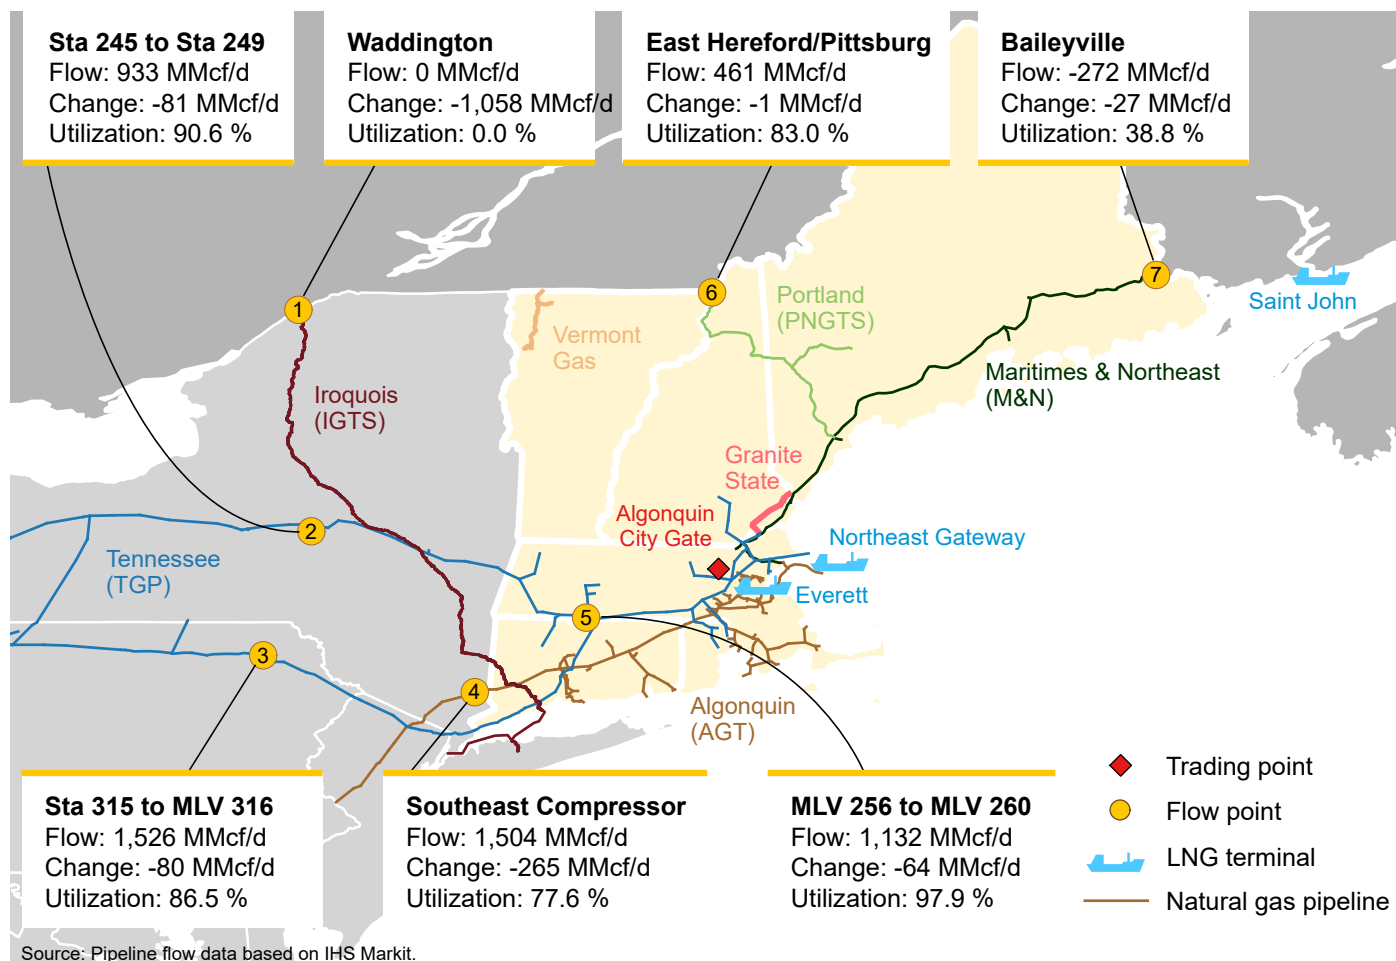 Sta 245 to Sta 249
Flow: 933 MMcf/d
Change: -81 MMcf/d
Utilization: 90.6 %
Waddington
Flow: 0 MMcf/d
Change: -1,058 MMcf/d
Utilization: 0.0 %
East Hereford/Pittsburg
Flow: 461 MMcf/d
Change: -1 MMcf/d
Utilization: 83.0 %
Baileyville
Flow: -272 MMcf/d
Change: -27 MMcf/d
Utilization: 38.8 %
7
6
Saint John
1
Portland
(PNGTS)
Vermont
Gas
Maritimes & Northeast
(M&N)
Iroquois
(IGTS)
Granite
State
Algonquin
City Gate
2
Northeast Gateway
Tennessee
(TGP)
Everett
5
3
4
Algonquin
(AGT)
Sta 315 to MLV 316
Flow: 1,526 MMcf/d
Change: -80 MMcf/d
Utilization: 86.5 %
Southeast Compressor
Flow: 1,504 MMcf/d
Change: -265 MMcf/d
Utilization: 77.6 %
MLV 256 to MLV 260
Flow: 1,132 MMcf/d
Change: -64 MMcf/d
Utilization: 97.9 %
Trading point
Flow point
LNG terminal
Natural gas pipeline
Source: Pipeline flow data based on IHS Markit.